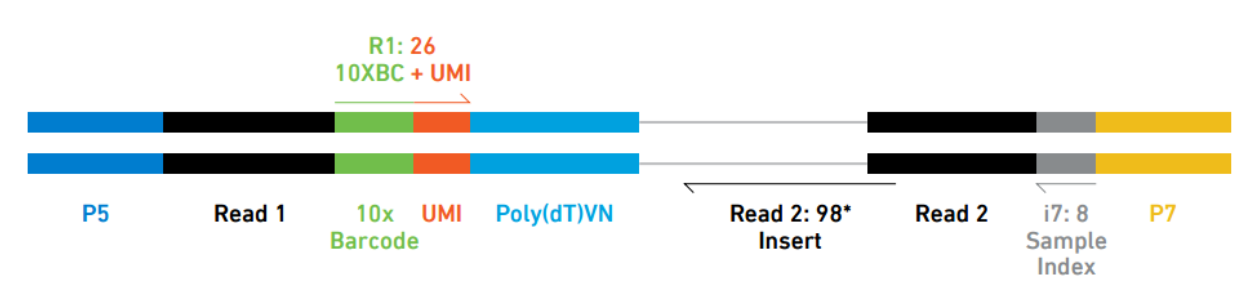 R1: 26
10XBC + UMI
P5
Read 1
10x
Barcode
UMI
Poly(dT)VN
Read 2: 98*
Insert
Read 2
i7: 8
Sample
Index
P7